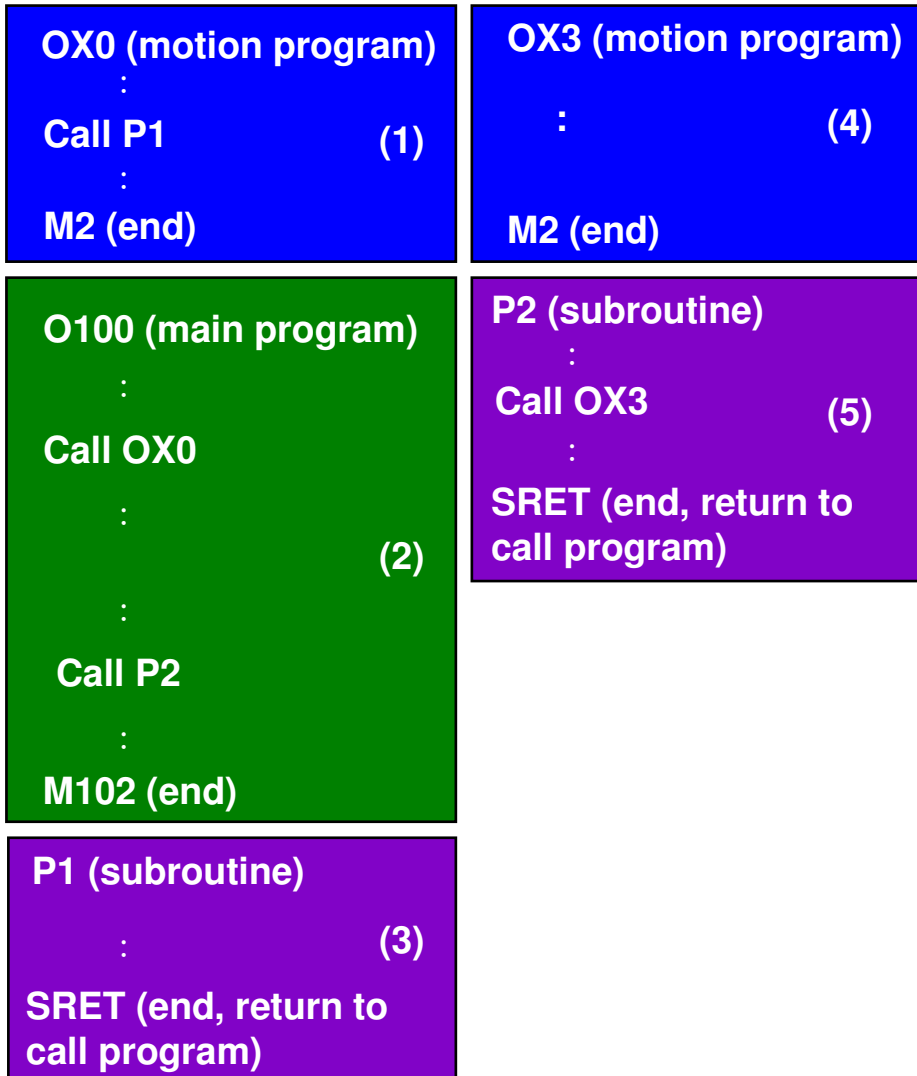 OX0 (motion program)
:
Call P1
(1)
:
M2 (end)
O100 (main program)
:
Call OX0
:
(2)
:
Call P2
:
M102 (end)
P1 (subroutine)
:
(3)
SRET (end, return to
call program)
OX3 (motion program)
:
(4)
M2 (end)
P2 (subroutine)
:
Call OX3
(5)
:
SRET (end, return to
call program)